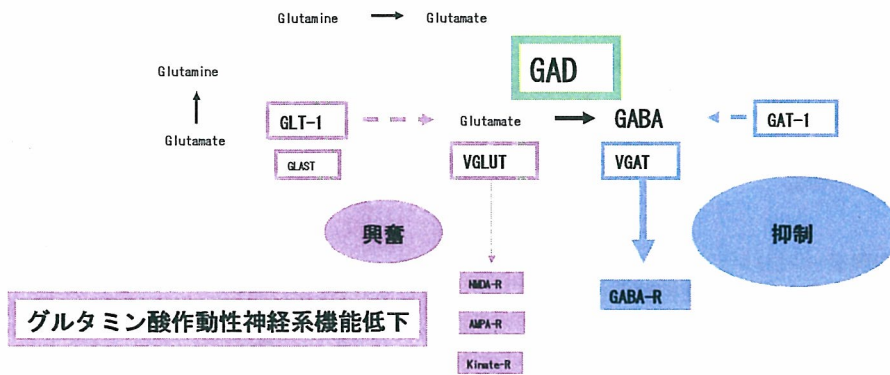 Glutamine
Glutamate
GAD
Glutamine
GLT-1
Glutamate
GABA
GAT-1
Glutamate
GLAST
VGLUT
VGAT
興奮
抑制
NMDA-R
GABA-R
グルタミン酸作動性神経系機能低下
AMPA-R
Kinate-R